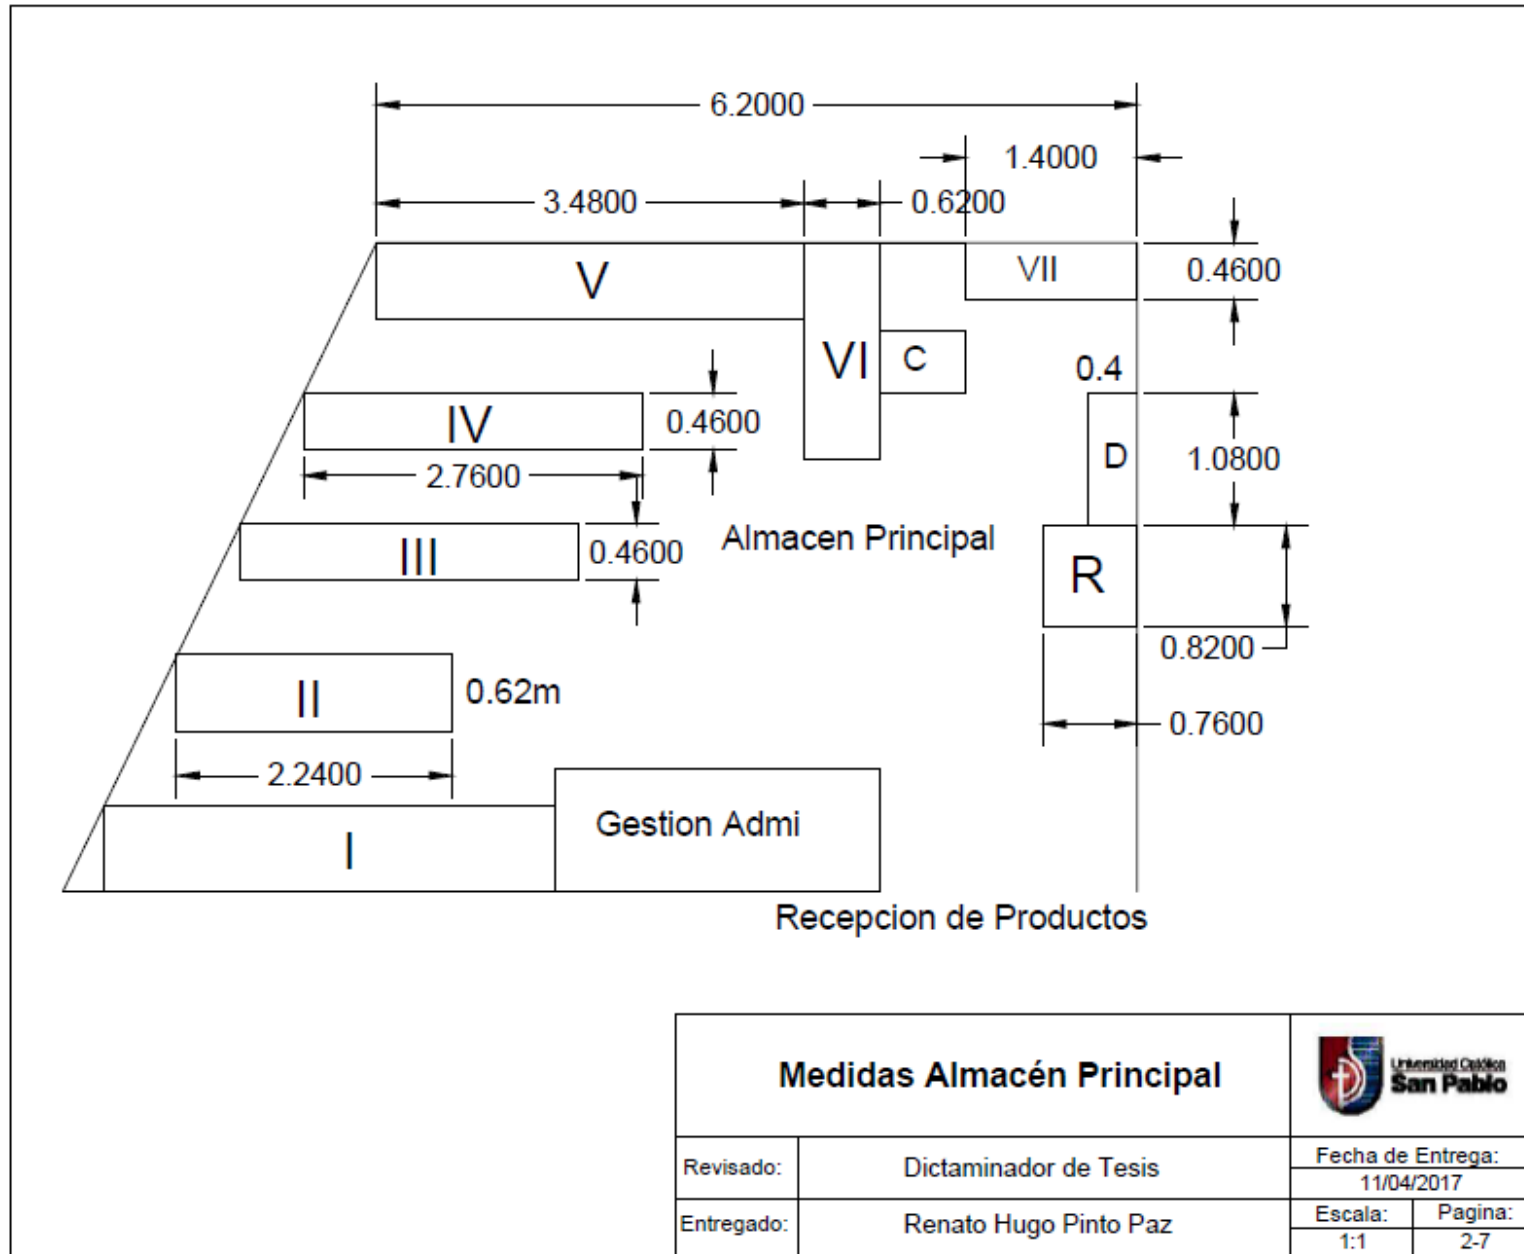 6.2000
1.4000
3.4800
0.6200
V
VII
0.4600
VI
C
0.4
IV
0.4600
D
1.0800
2.7600
Almacen Principal
III
0.4600
R
0.8200
II
0.62m
0.7600
2.2400
Gestion Admi
I
Recepcion de Productos
Medidas Almacén Principal
Universidad Católica
San Pablo
Revisado:
Dictaminador de Tesis
Fecha de Entrega:
11/04/2017
Entregado:
Renato Hugo Pinto Paz
Escala:
Pagina:
1:1
2-7